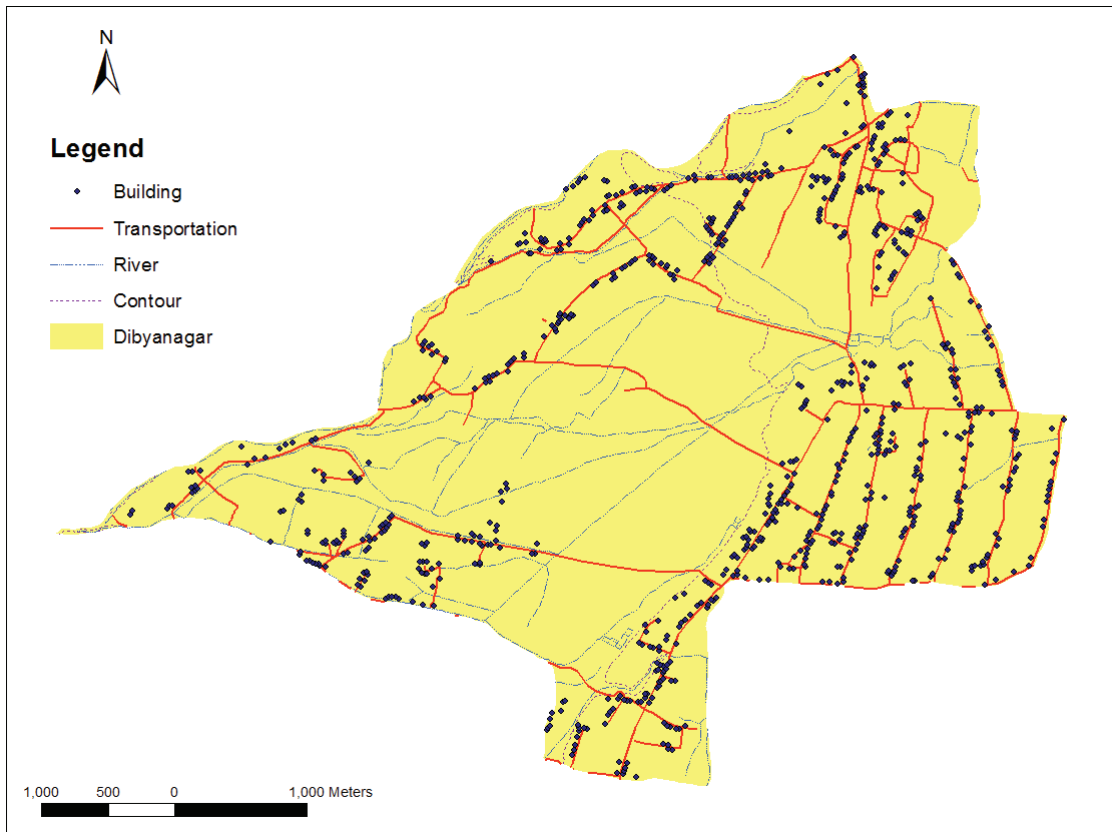 N
Legend
Building
Transportation
River
Contour
Dibyanagar
1,000 500 0 1,000 Meters